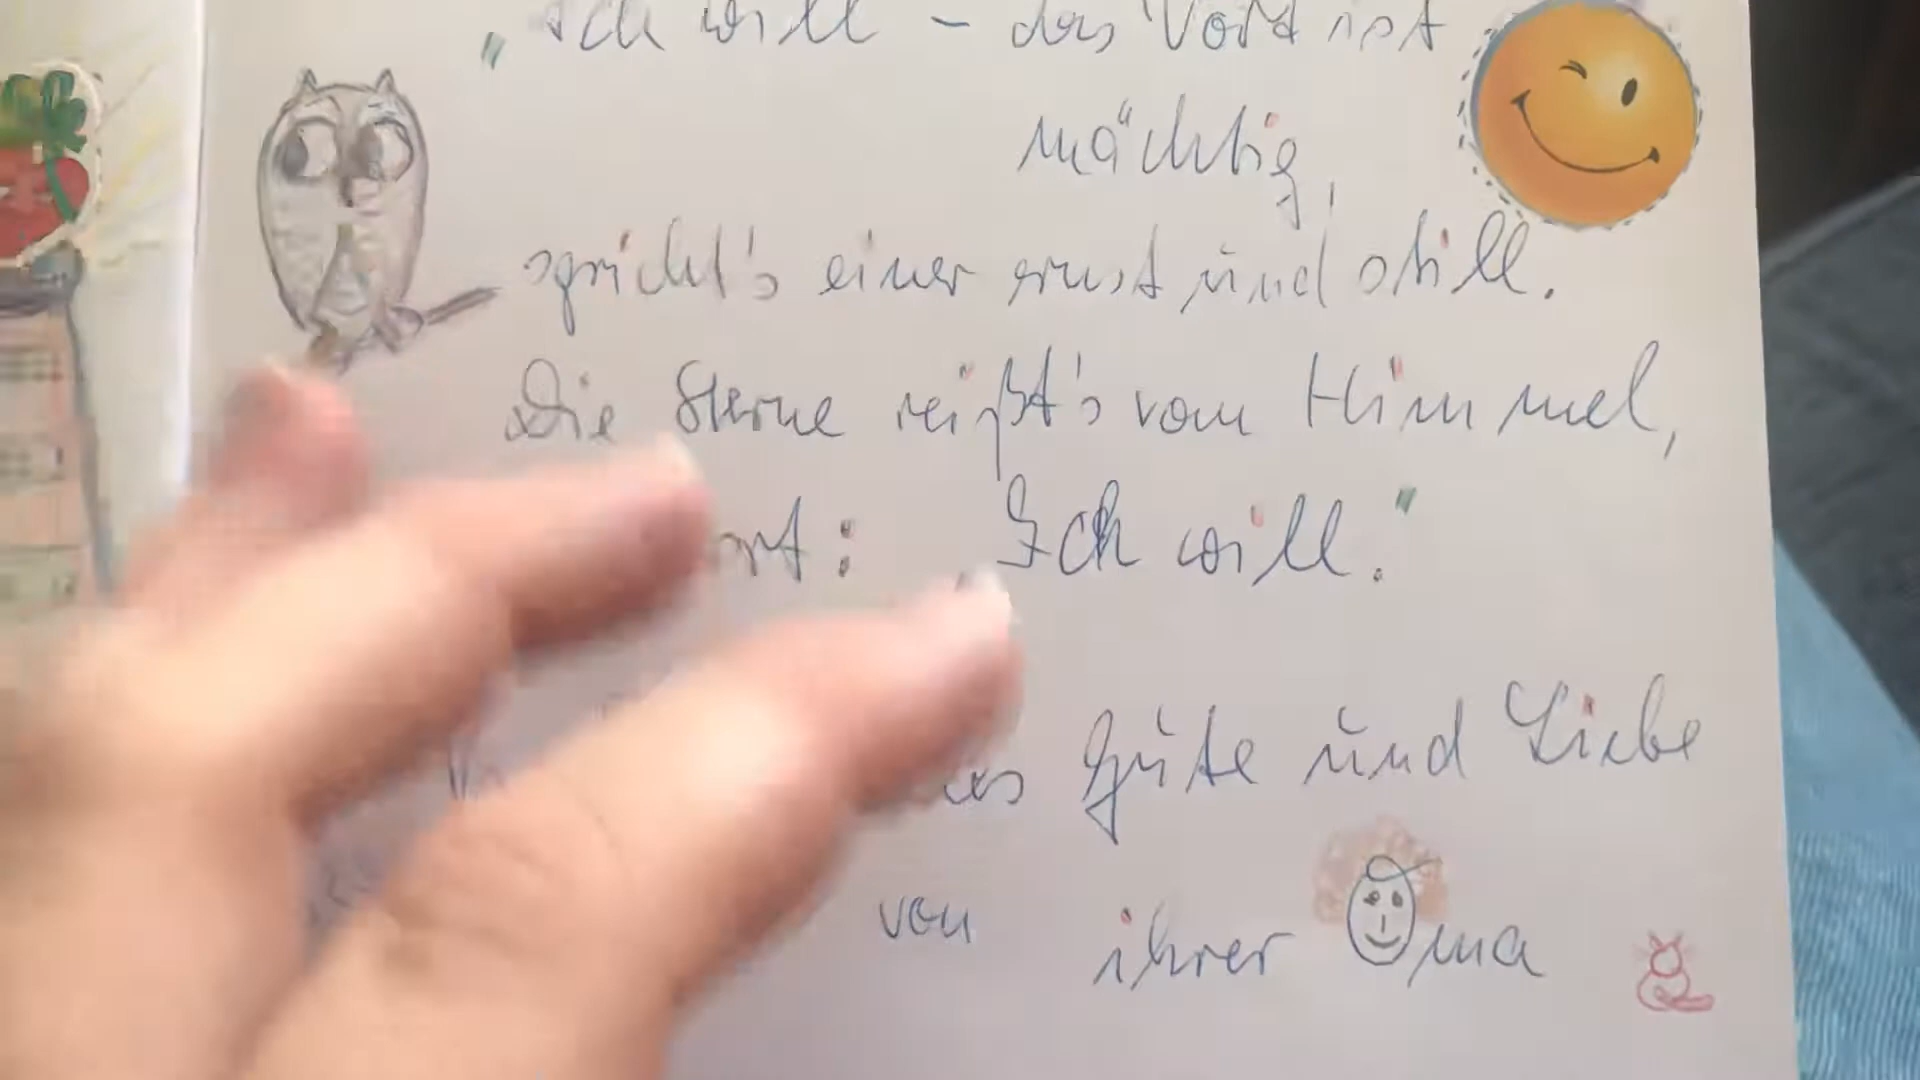 "Ich will - das Wort ist
mächtig,
spricht's einer ernst und still.
Die Sterne reißt's vom Himmel,
: „Ich will."
Güte und Liebe
von ihrer Oma